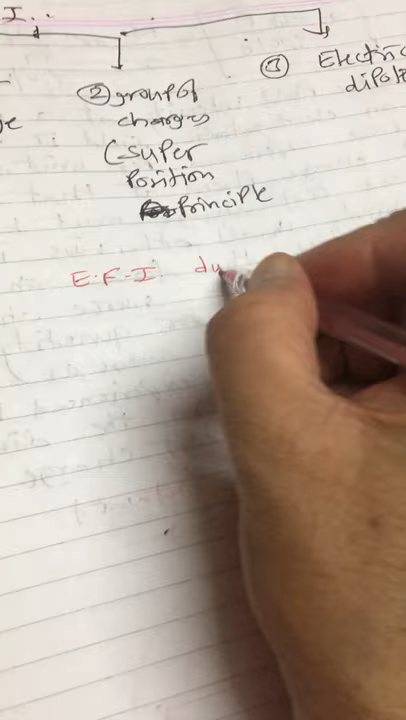 I..
② group of
charges
(super
Position
Principle
③ Electric
dipole
E.F.I du